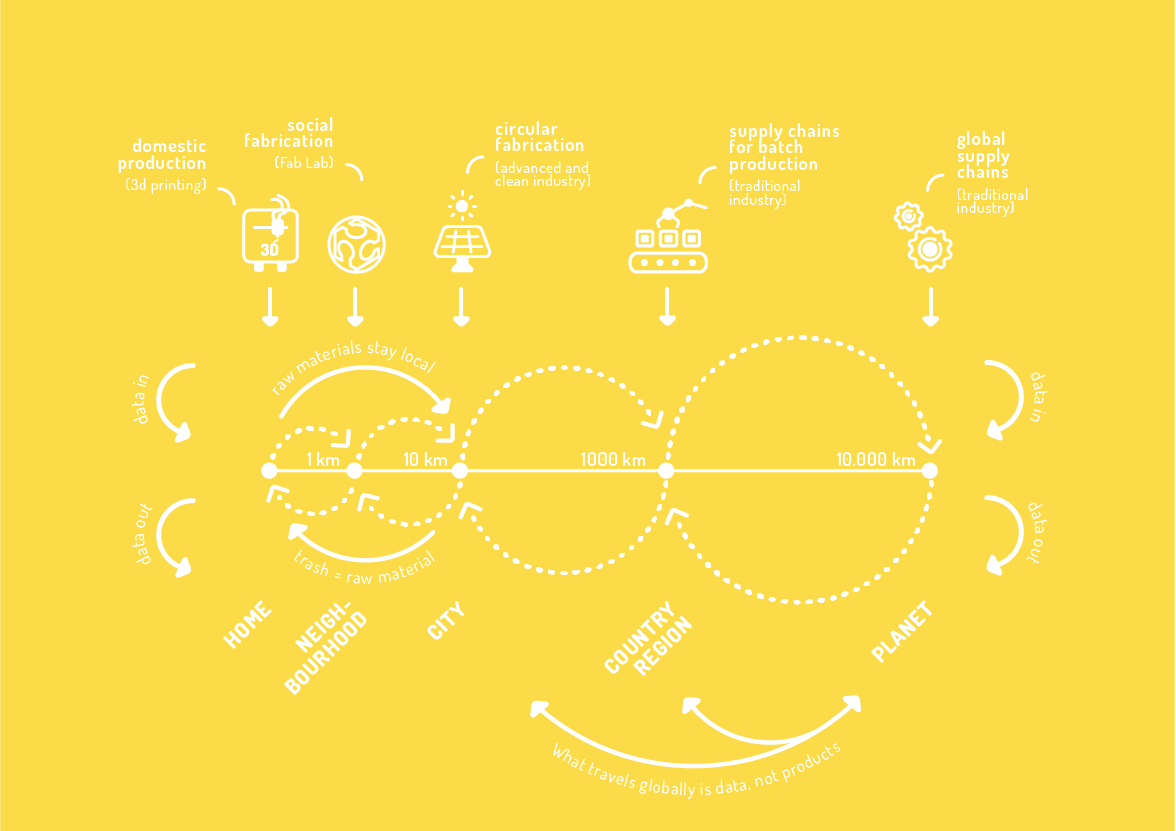 domestic
production
(3d printing)
social
fabrication
(Fab Lab)
circular
fabrication
(advanced and
clean industry)
supply chains
for batch
production
(traditional
industry)
global
supply
chains
(traditional
industry)
3D
raw materials stay local
data in
data in
1 km
10 km
1000 km
10.000 km
data out
data out
trash = raw material
HOME
NEIGH-
BOURHOOD
CITY
COUNTRY
REGION
PLANET
What travels globally is data, not products